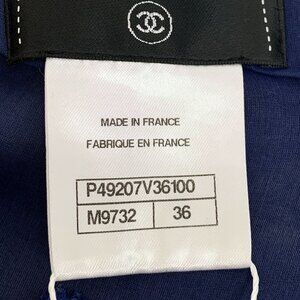 MADE IN FRANCE
FABRIQUE EN FRANCE
P49207V36100
M9732 36